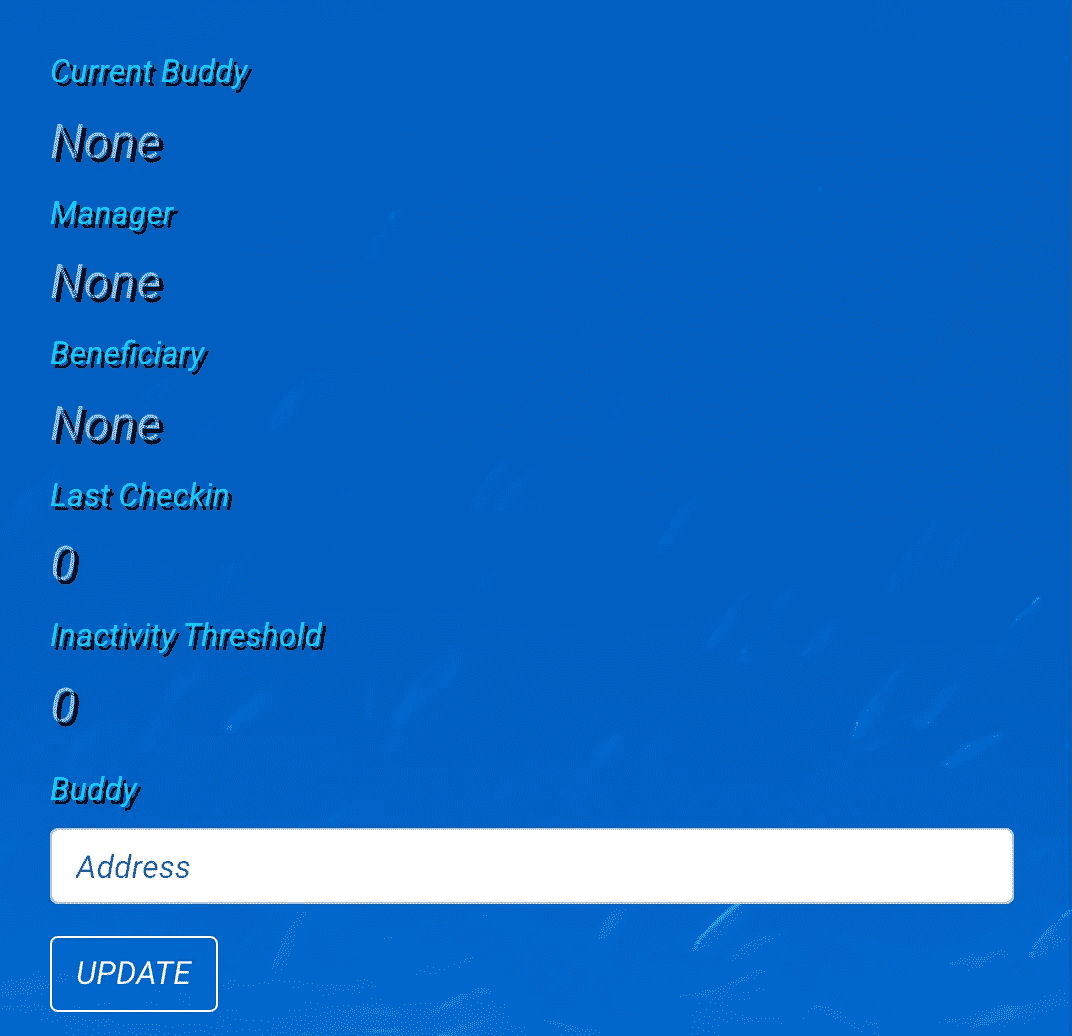 Current Buddy
None
Manager
None
Beneficiary
None
Last Checkin
0
Inactivity Threshold
0
Buddy
Address
UPDATE